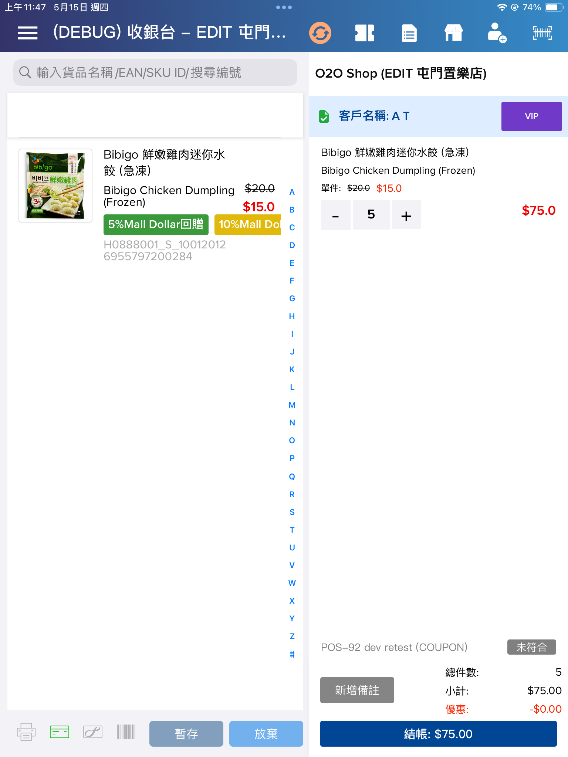 上午11:47 5月15日 週四
74%
(DEBUG) 收銀台 – EDIT 屯門...
輸入貨品名稱/EAN/SKU ID/搜尋編號
Bibigo 鮮嫩雞肉迷你水
餃 (急凍)
Bibigo Chicken Dumpling
(Frozen)
$20.0
$15.0
5%Mall Dollar回贈
10%Mall Do
H0888001_S_10012012
6955797200284
A
B
C
D
E
F
G
H
I
J
K
L
M
N
O
P
Q
R
S
T
U
V
W
X
Y
Z
#
暫存
放棄
O2O Shop (EDIT 屯門置樂店)
客戶名稱: A T
VIP
Bibigo 鮮嫩雞肉迷你水餃 (急凍)
Bibigo Chicken Dumpling (Frozen)
單件: $20.0 $15.0
- 5 +
$75.0
POS-92 dev retest (COUPON)
未符合
新增備註
總件數: 5
小計: $75.00
優惠: -$0.00
結帳: $75.00